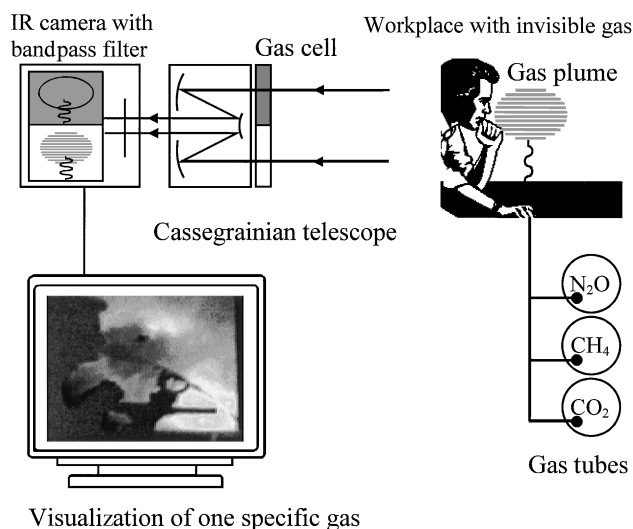 IR camera with
bandpass filter
Gas cell
Workplace with invisible gas
Gas plume
Cassegrainian telescope
N₂O
CH₄
CO₂
Gas tubes
Visualization of one specific gas